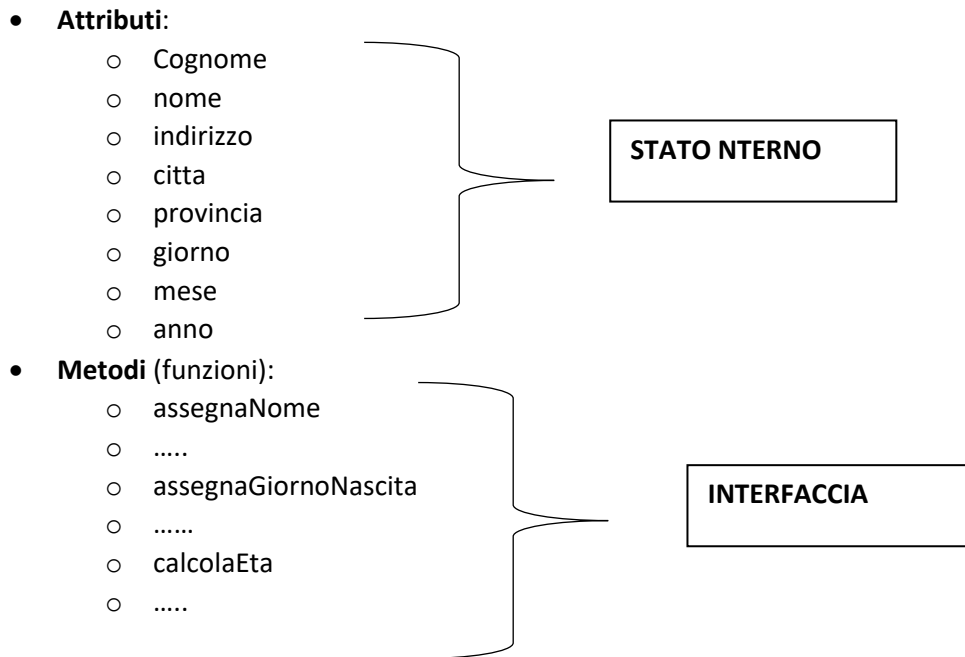 • Attributi:
o Cognome
o nome
o indirizzo
o citta
o provincia
o giorno
o mese
o anno
STATO NTERNO
• Metodi (funzioni):
o assegnaNome
o …..
o assegnaGiornoNascita
o ……
o calcolaEta
o …..
INTERFACCIA